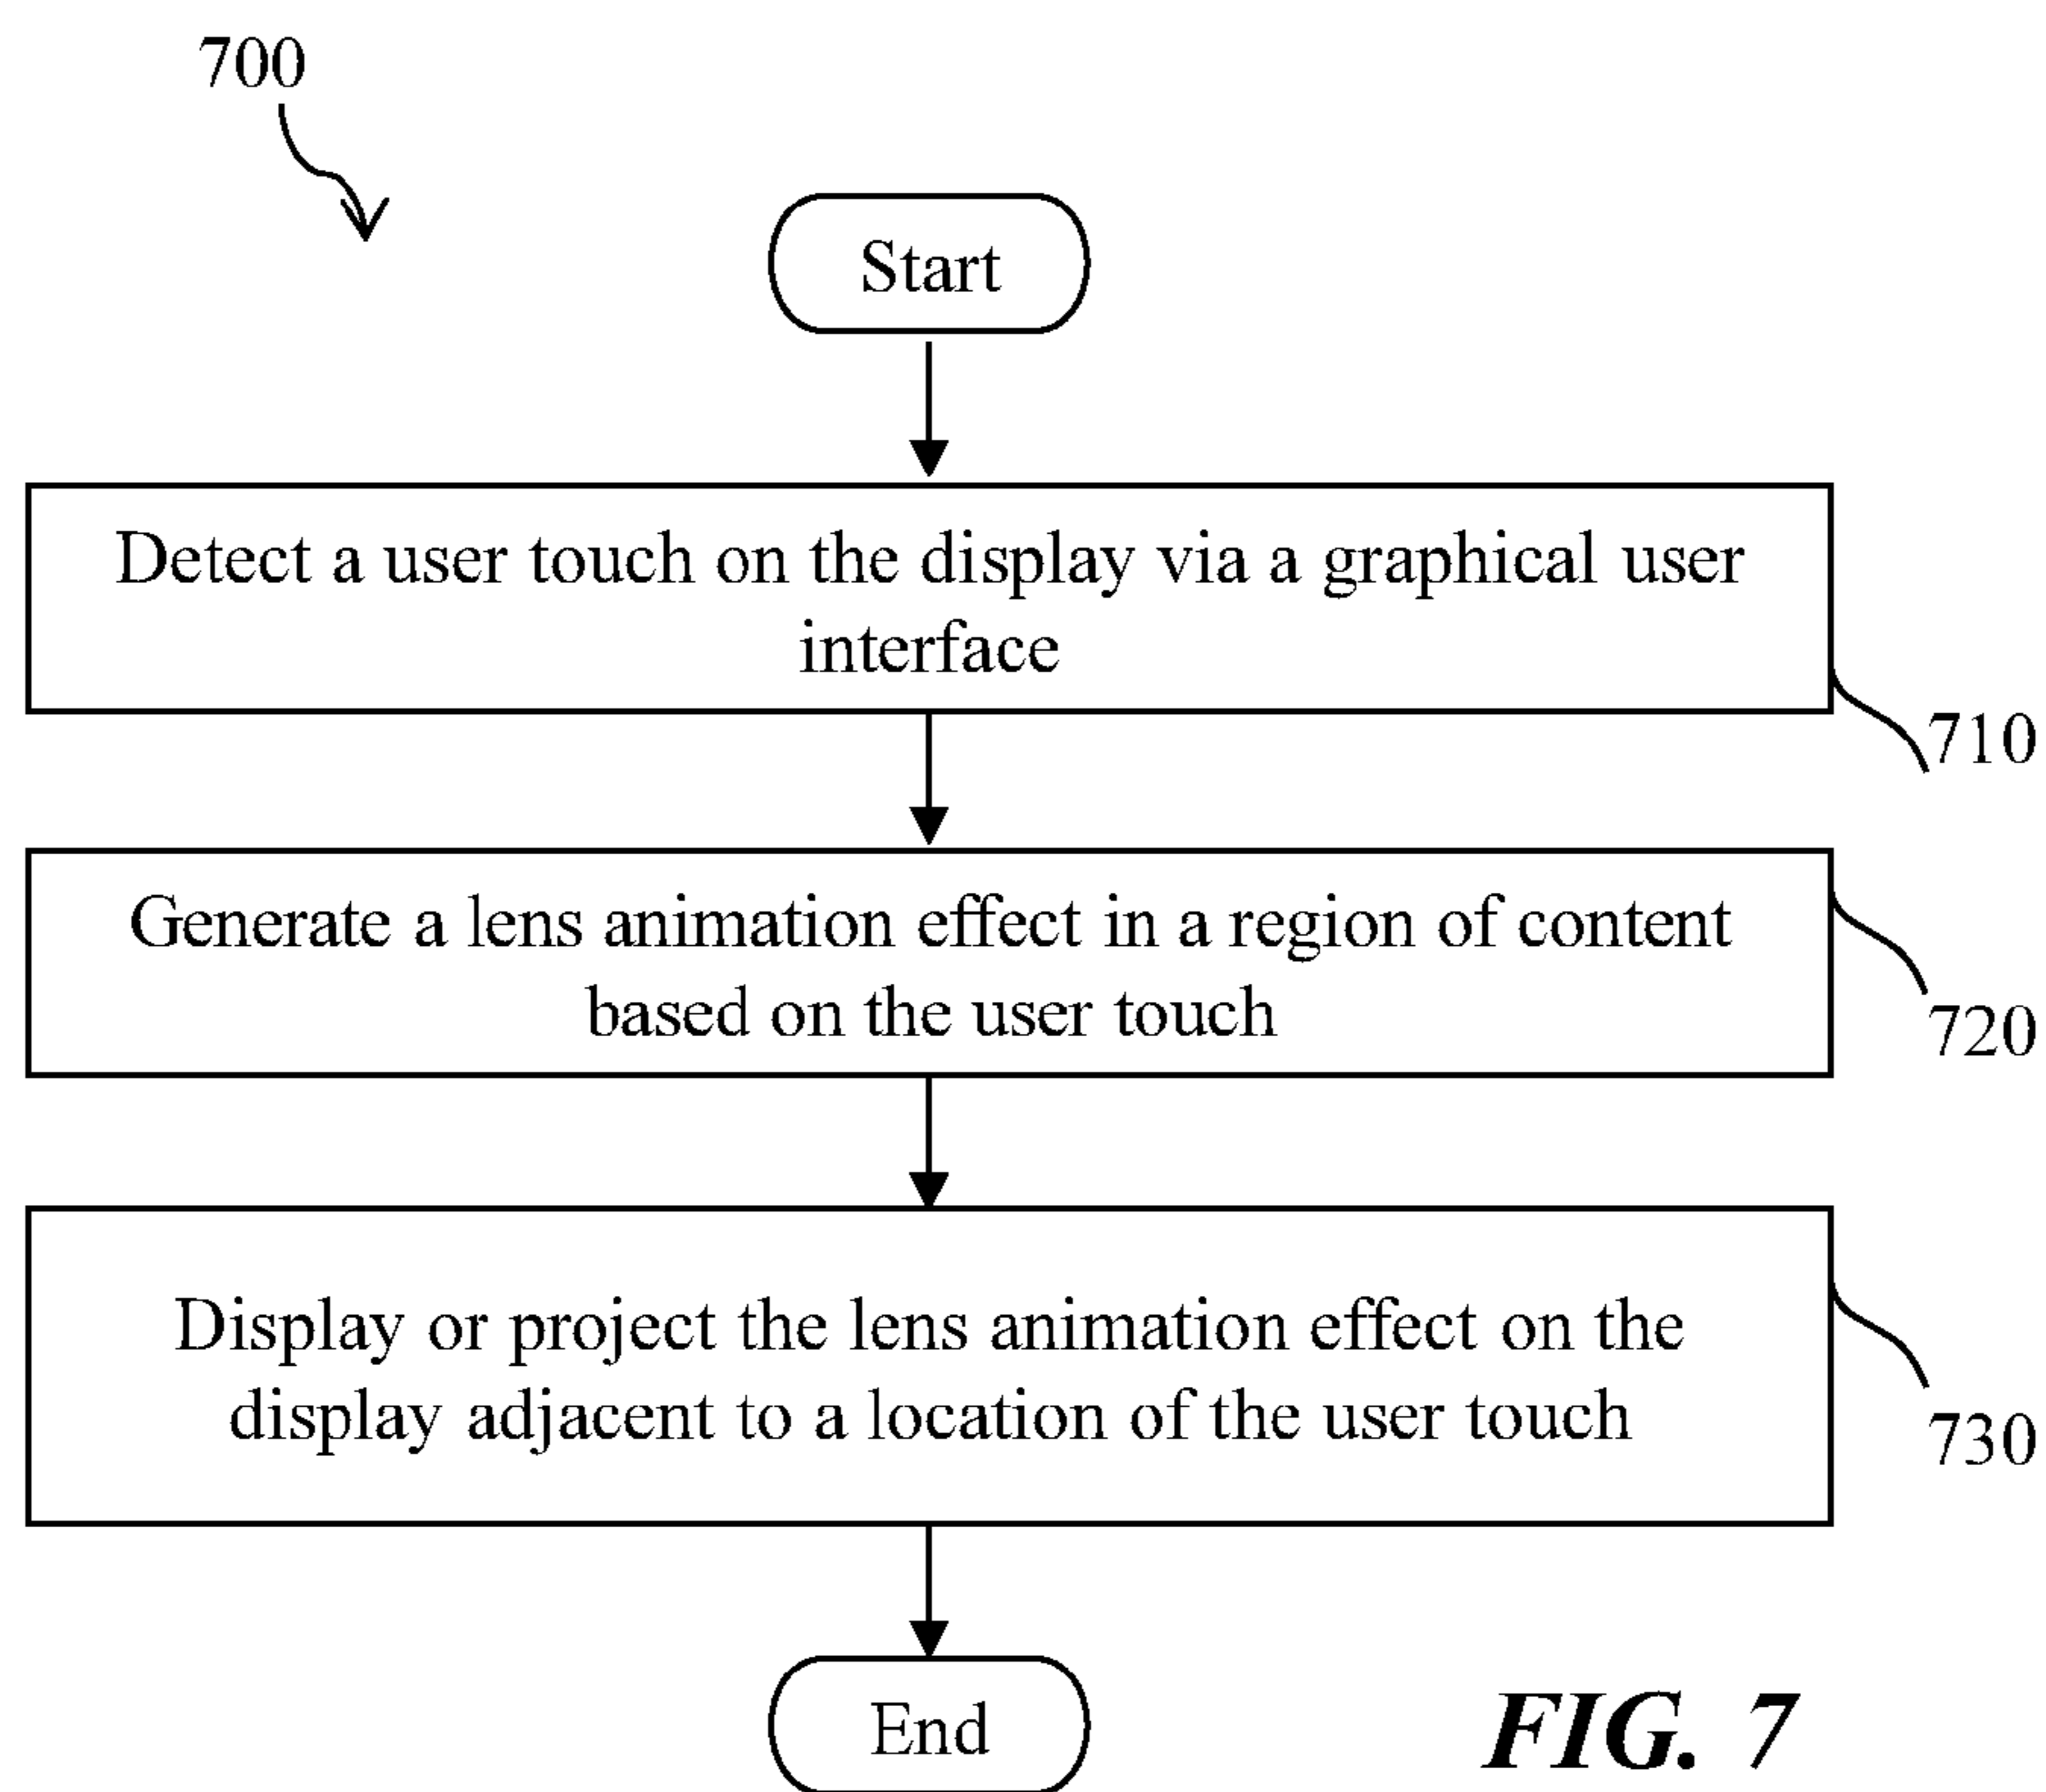 700
Start
Detect a user touch on the display via a graphical user
interface
710
Generate a lens animation effect in a region of content
based on the user touch
720
Display or project the lens animation effect on the
display adjacent to a location of the user touch
730
End
FIG. 7